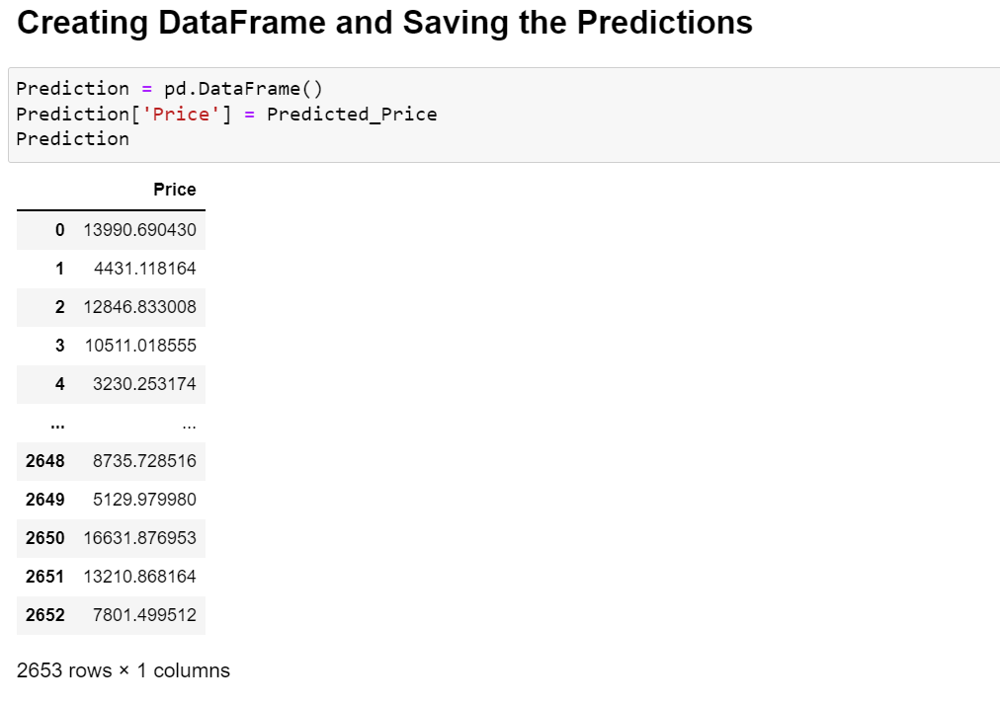 Creating DataFrame and Saving the Predictions
Prediction = pd.DataFrame()
Prediction['Price'] = Predicted_Price
Prediction
Price
0 13990.690430
1 4431.118164
2 12846.833008
3 10511.018555
4 3230.253174
... ...
2648 8735.728516
2649 5129.979980
2650 16631.876953
2651 13210.868164
2652 7801.499512
2653 rows × 1 columns